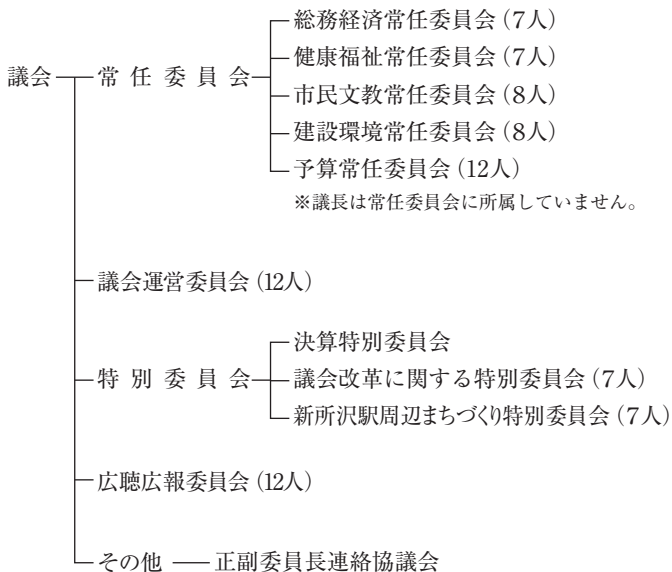 総務経済常任委員会(7人)
健康福祉常任委員会(7人)
議会 常任委員会
市民文教常任委員会(8人)
建設環境常任委員会(8人)
予算常任委員会(12人)
※議長は常任委員会に所属していません。
議会運営委員会(12人)
決算特別委員会
特別委員会 議会改革に関する特別委員会(7人)
新所沢駅周辺まちづくり特別委員会(7人)
広聴広報委員会(12人)
その他 正副委員長連絡協議会